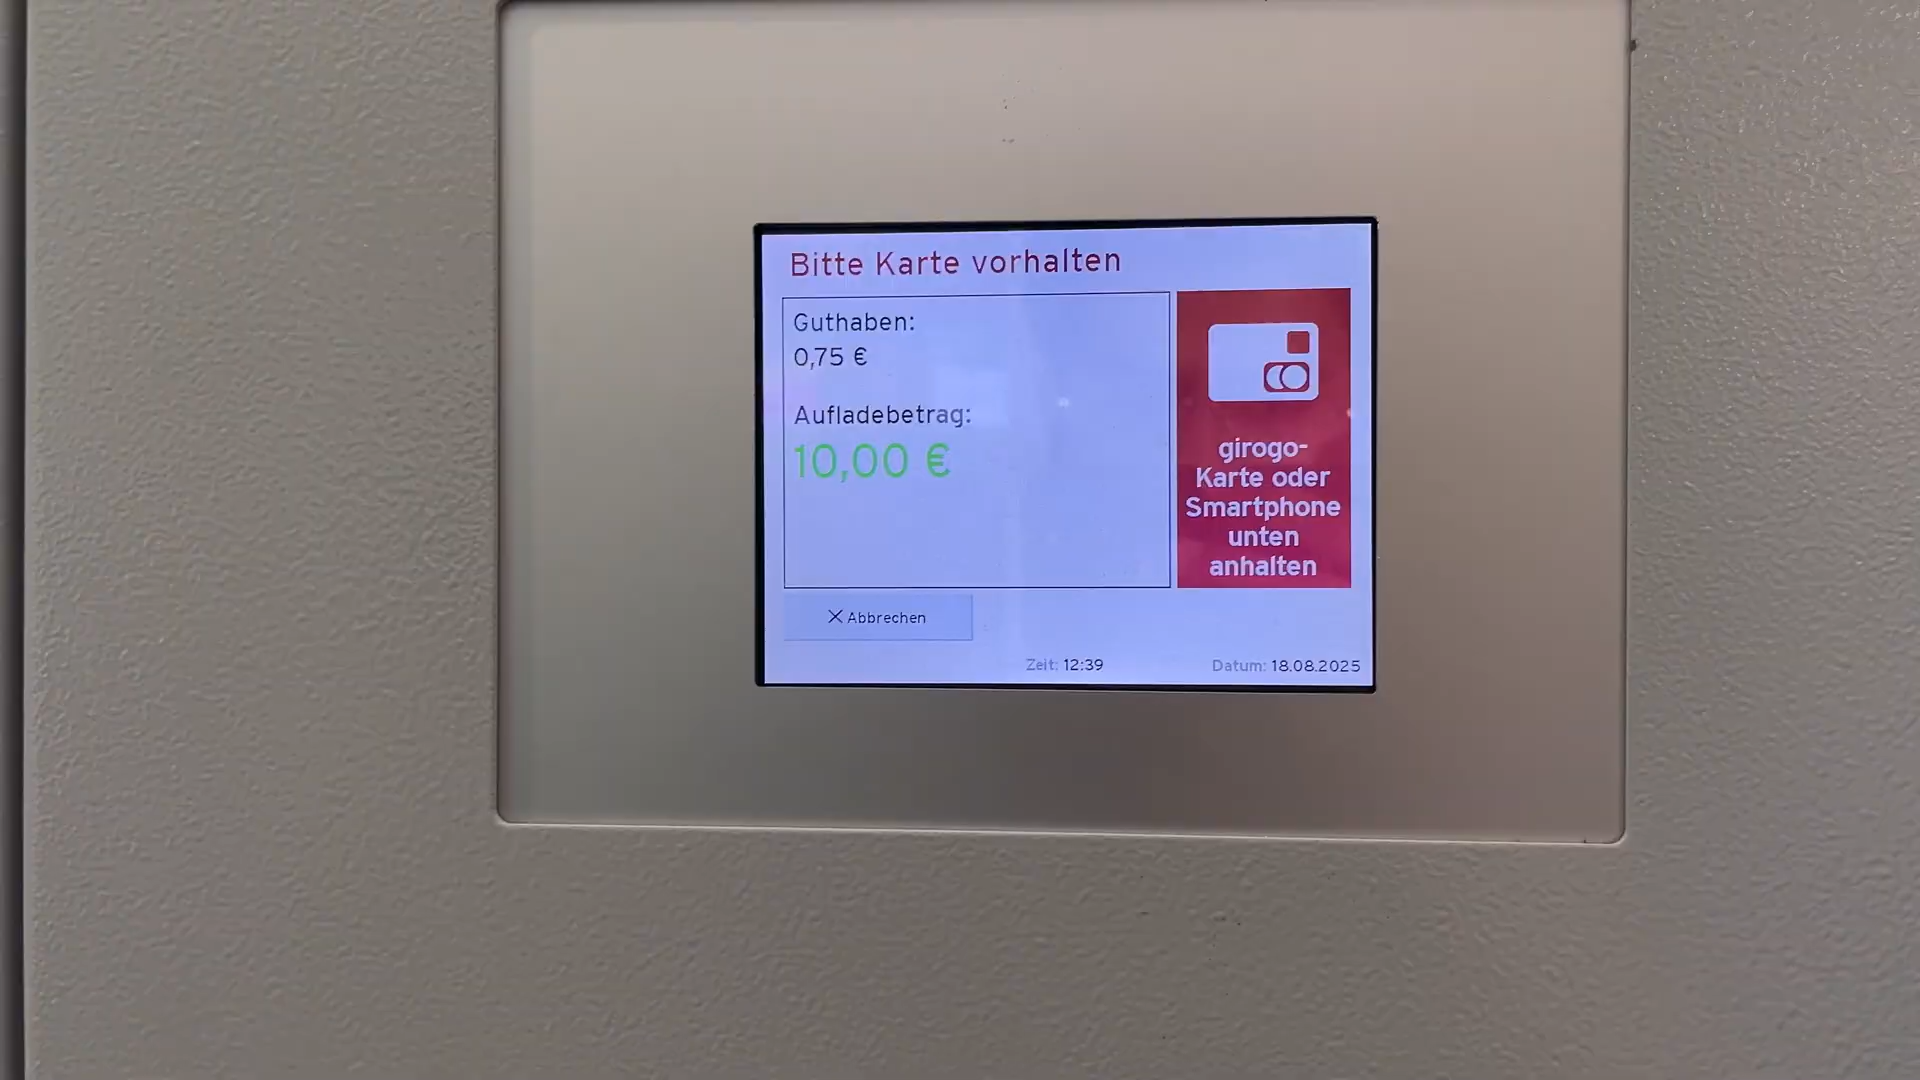 Bitte Karte vorhalten
Guthaben:
0,75 €
Aufladebetrag:
10,00 €
girogo-
Karte oder
Smartphone
unten
anhalten
Abbrechen
Zeit: 12:39
Datum: 18.08.2025